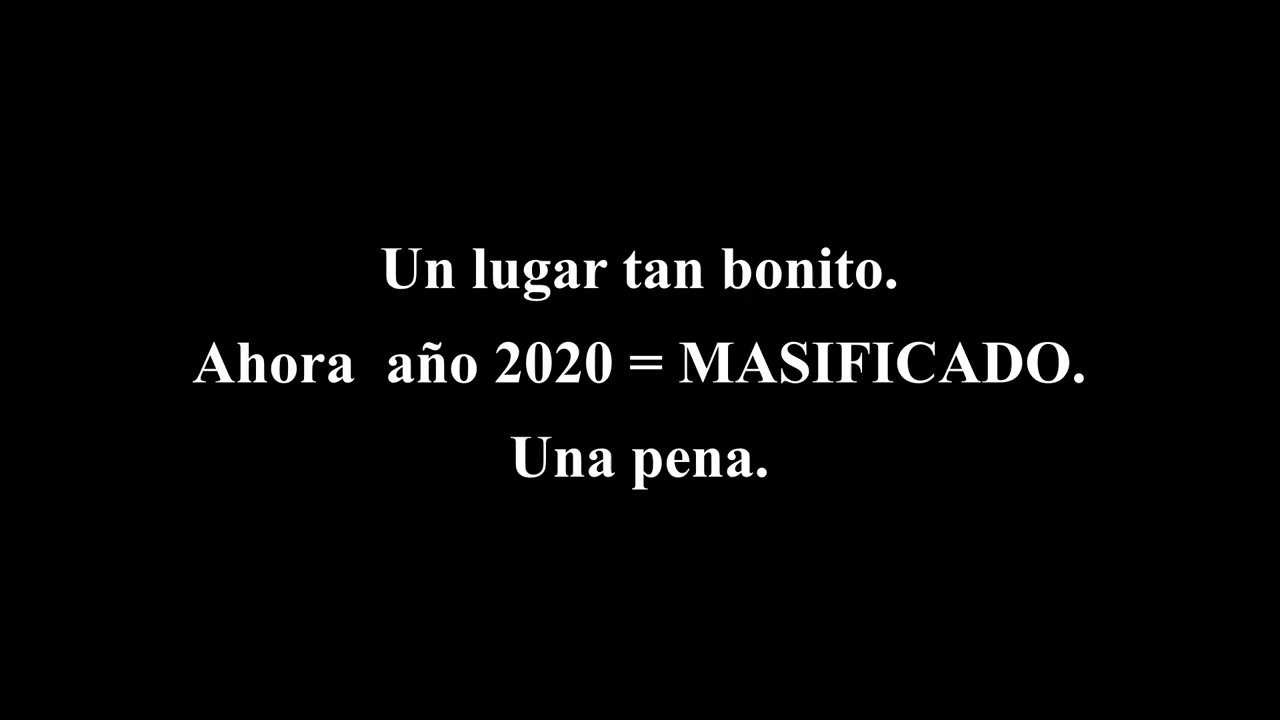 Un lugar tan bonito.
Ahora  año 2020 = MASIFICADO.
Una pena.